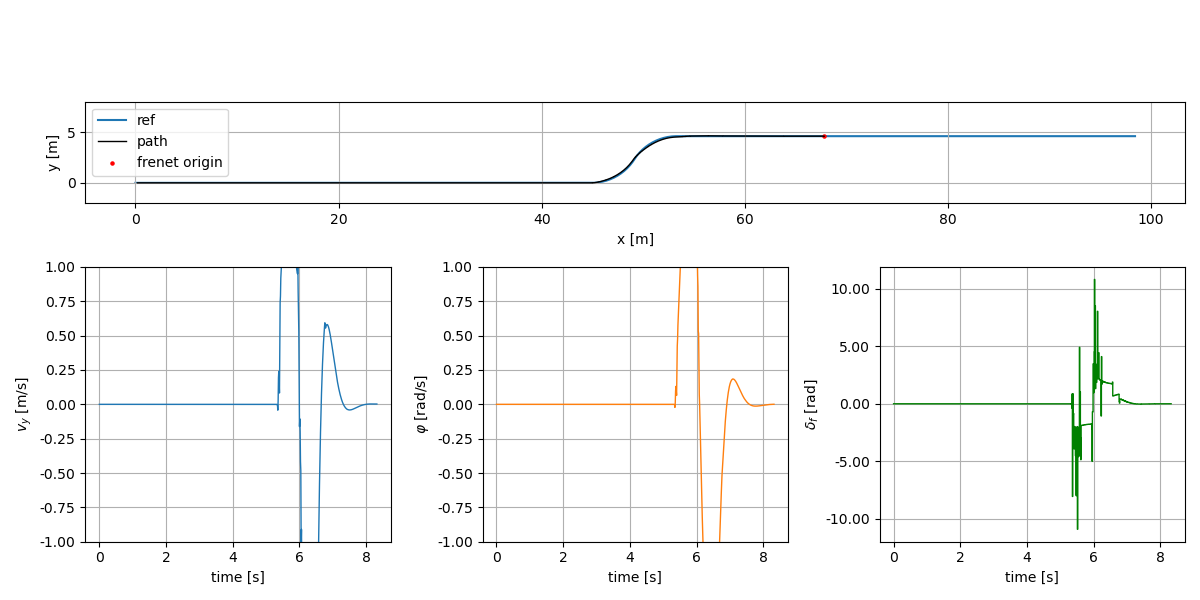 ref
path
frenet origin
y [m]
5
0
0 20 40 60 80 100
x [m]
v_y [m/s]
1.00
0.75
0.50
0.25
0.00
-0.25
-0.50
-0.75
-1.00
0 2 4 6 8
time [s]
φ [rad/s]
1.00
0.75
0.50
0.25
0.00
-0.25
-0.50
-0.75
-1.00
0 2 4 6 8
time [s]
δ_f [rad]
10.00
5.00
0.00
-5.00
-10.00
0 2 4 6 8
time [s]